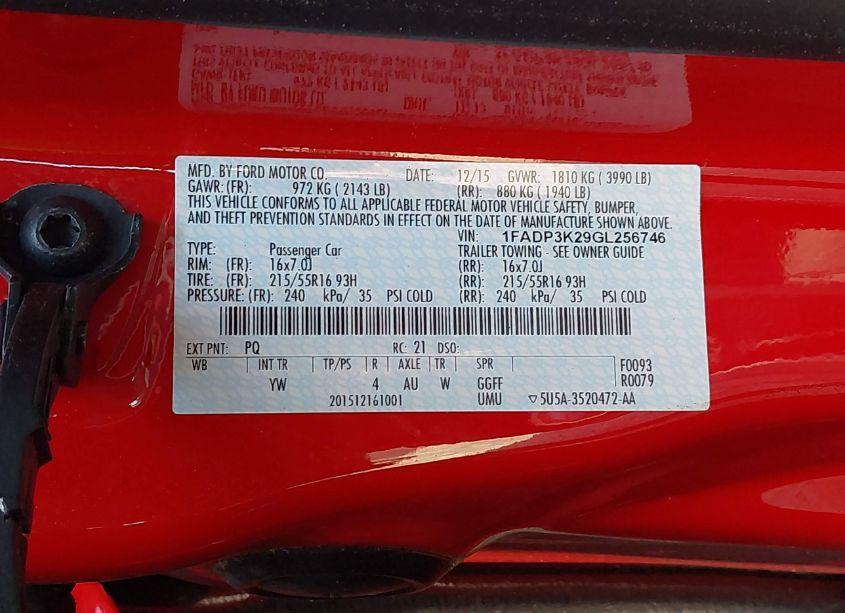 MFD. BY FORD MOTOR CO. DATE: 12/15 GVWR: 1810 KG ( 3990 LB)
GAWR: (FR): 972 KG ( 2143 LB) (RR): 880 KG ( 1940 LB)
THIS VEHICLE CONFORMS TO ALL APPLICABLE FEDERAL MOTOR VEHICLE SAFETY, BUMPER,
AND THEFT PREVENTION STANDARDS IN EFFECT ON THE DATE OF MANUFACTURE SHOWN ABOVE.
VIN: 1FADP3K29GL256746
TYPE: Passenger Car TRAILER TOWING - SEE OWNER GUIDE
RIM: (FR): 16x7.0J (RR): 16x7.0J
TIRE: (FR): 215/55R16 93H (RR): 215/55R16 93H
PRESSURE: (FR): 240 kPa/ 35 PSI COLD (RR): 240 kPa/ 35 PSI COLD
EXT PNT: PQ RC: 21 DSO:
WB INT TR TP/PS R AXLE TR SPR F0093
YW 4 AU W GGFF R0079
201512161001 UMU ▽5U5A-3520472-AA